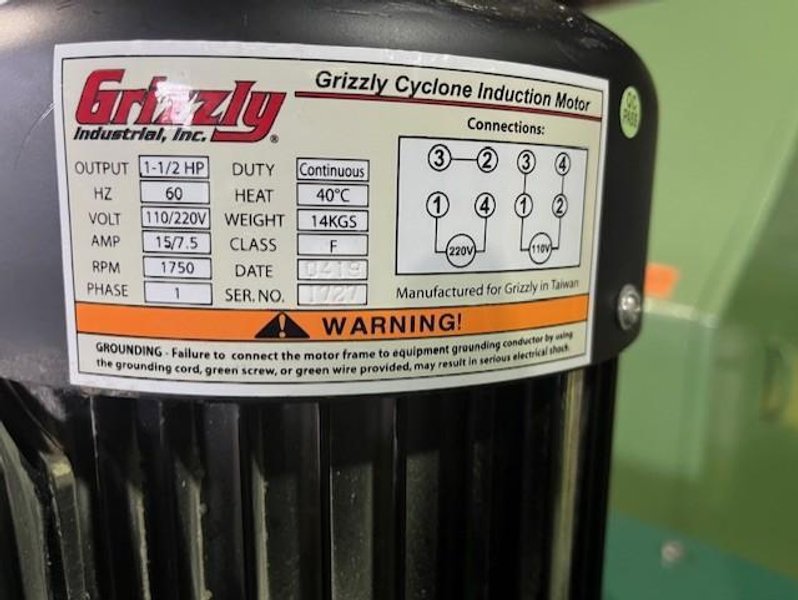 Grizzly
Industrial, Inc. ®
Grizzly Cyclone Induction Motor
OUTPUT 1-1/2 HP DUTY Continuous
HZ 60 HEAT 40°C
VOLT 110/220V WEIGHT 14KGS
AMP 15/7.5 CLASS F
RPM 1750 DATE 0419
PHASE 1 SER. NO. 1727
Connections:
3 2 3 4
1 4 1 2
220V 110V
Manufactured for Grizzly in Taiwan
WARNING!
GROUNDING - Failure to connect the motor frame to equipment grounding conductor by using
the grounding cord, green screw, or green wire provided, may result in serious electrical shock.
QC
PASS